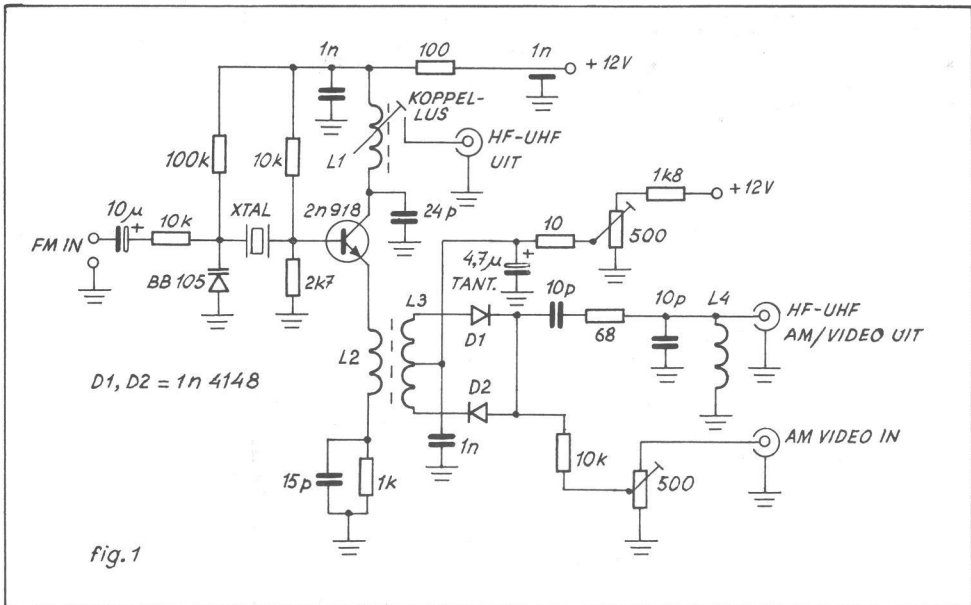 1n
100
1n
+12V
KOPPEL-
LUS
HF-UHF
UIT
L1
100k
10k
1k8
+12V
10μ
+
10k
XTAL
2n918
24p
10
500
FM IN
BB 105
2k7
4,7μ
+
TANT.
10p
10p
L4
L3
HF-UHF
AM/VIDEO UIT
D1
68
L2
D2
D1, D2 = 1n 4148
AM VIDEO IN
1n
10k
500
15p
1k
fig.1